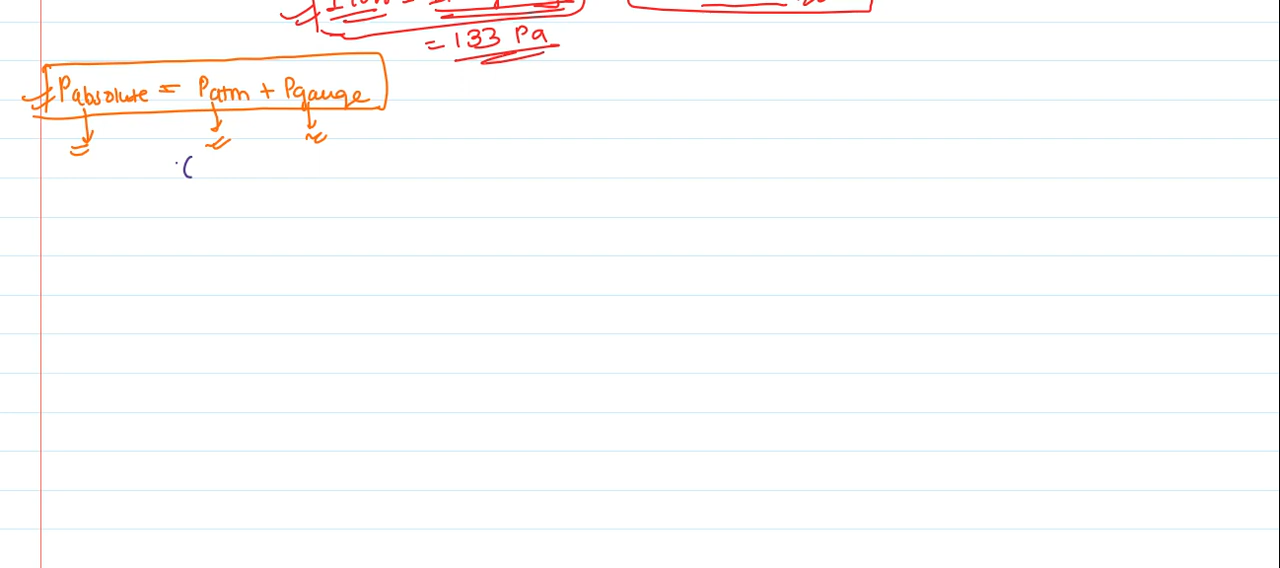 = 133 Pa
Pabsolute = Patm + Pgauge
(